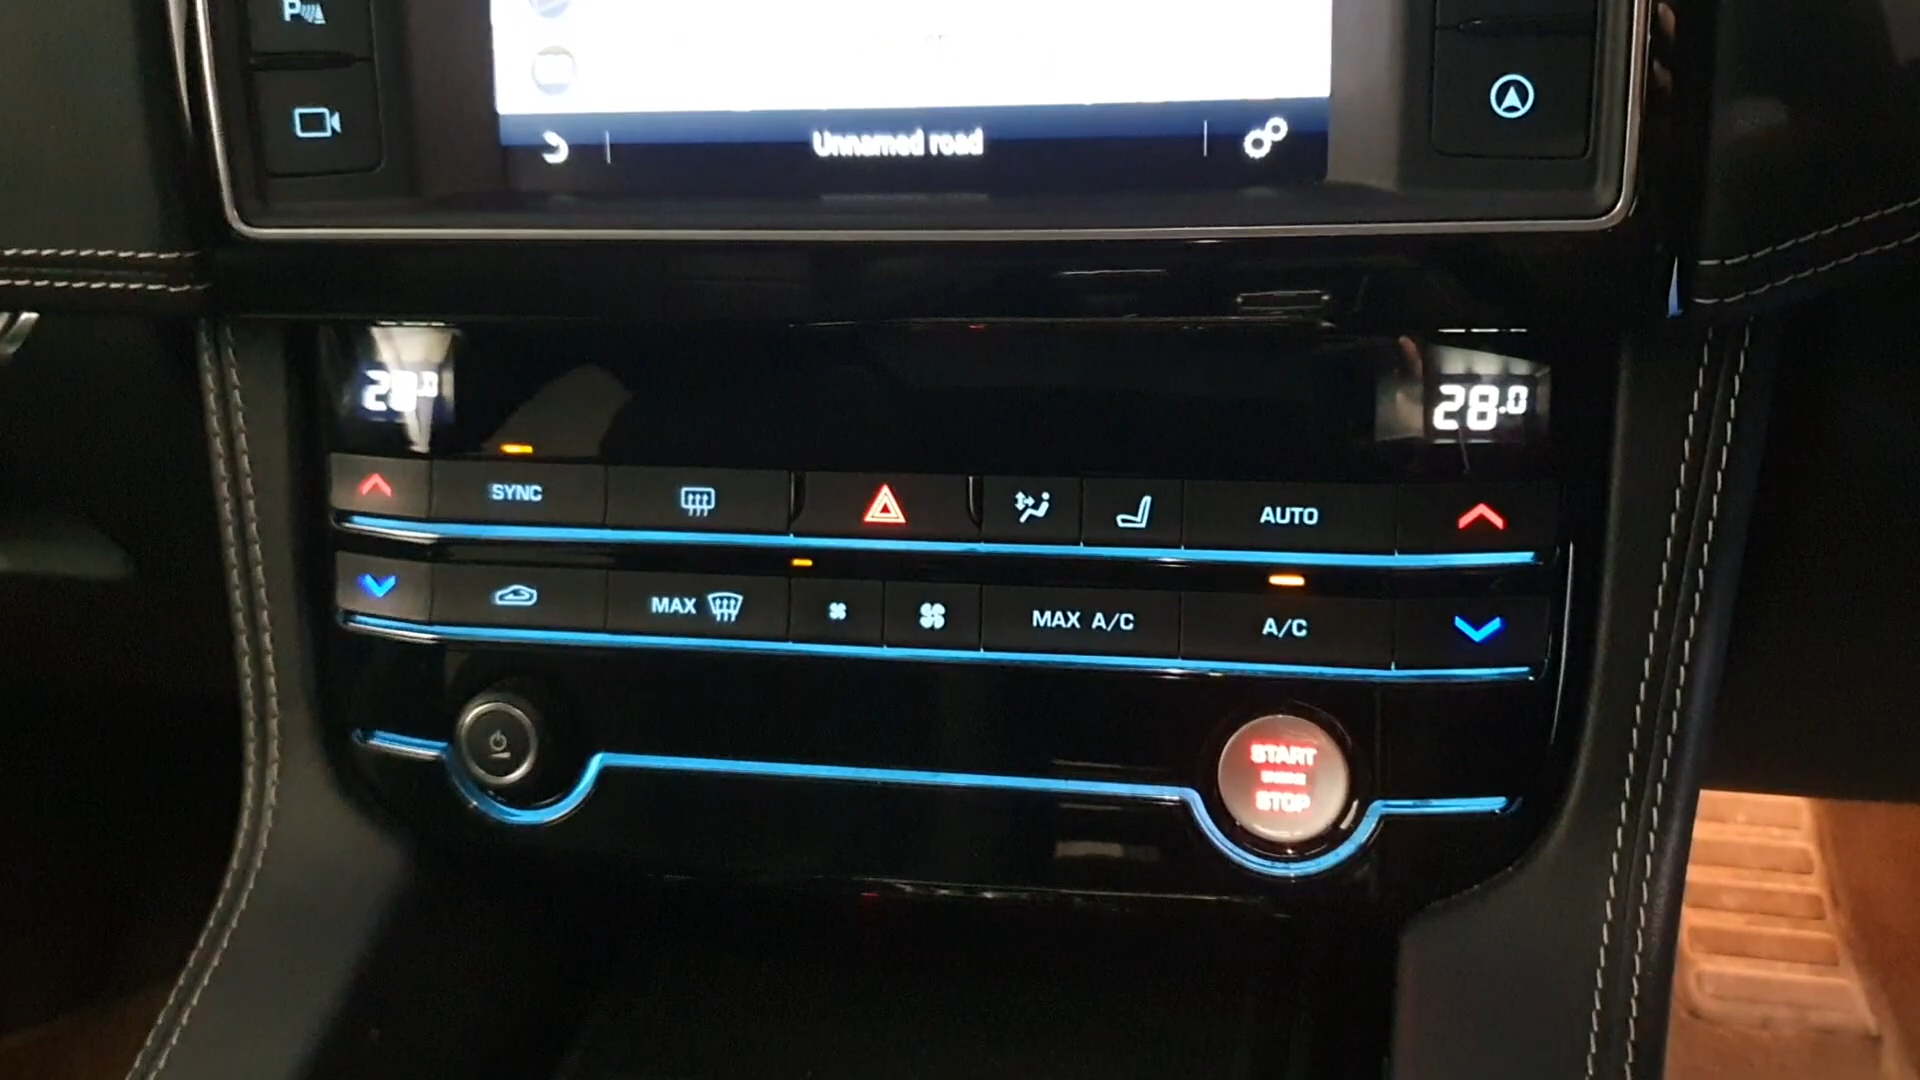 P
Unnamed road
28.0
28.0
SYNC
AUTO
MAX
MAX A/C
A/C
START
STOP